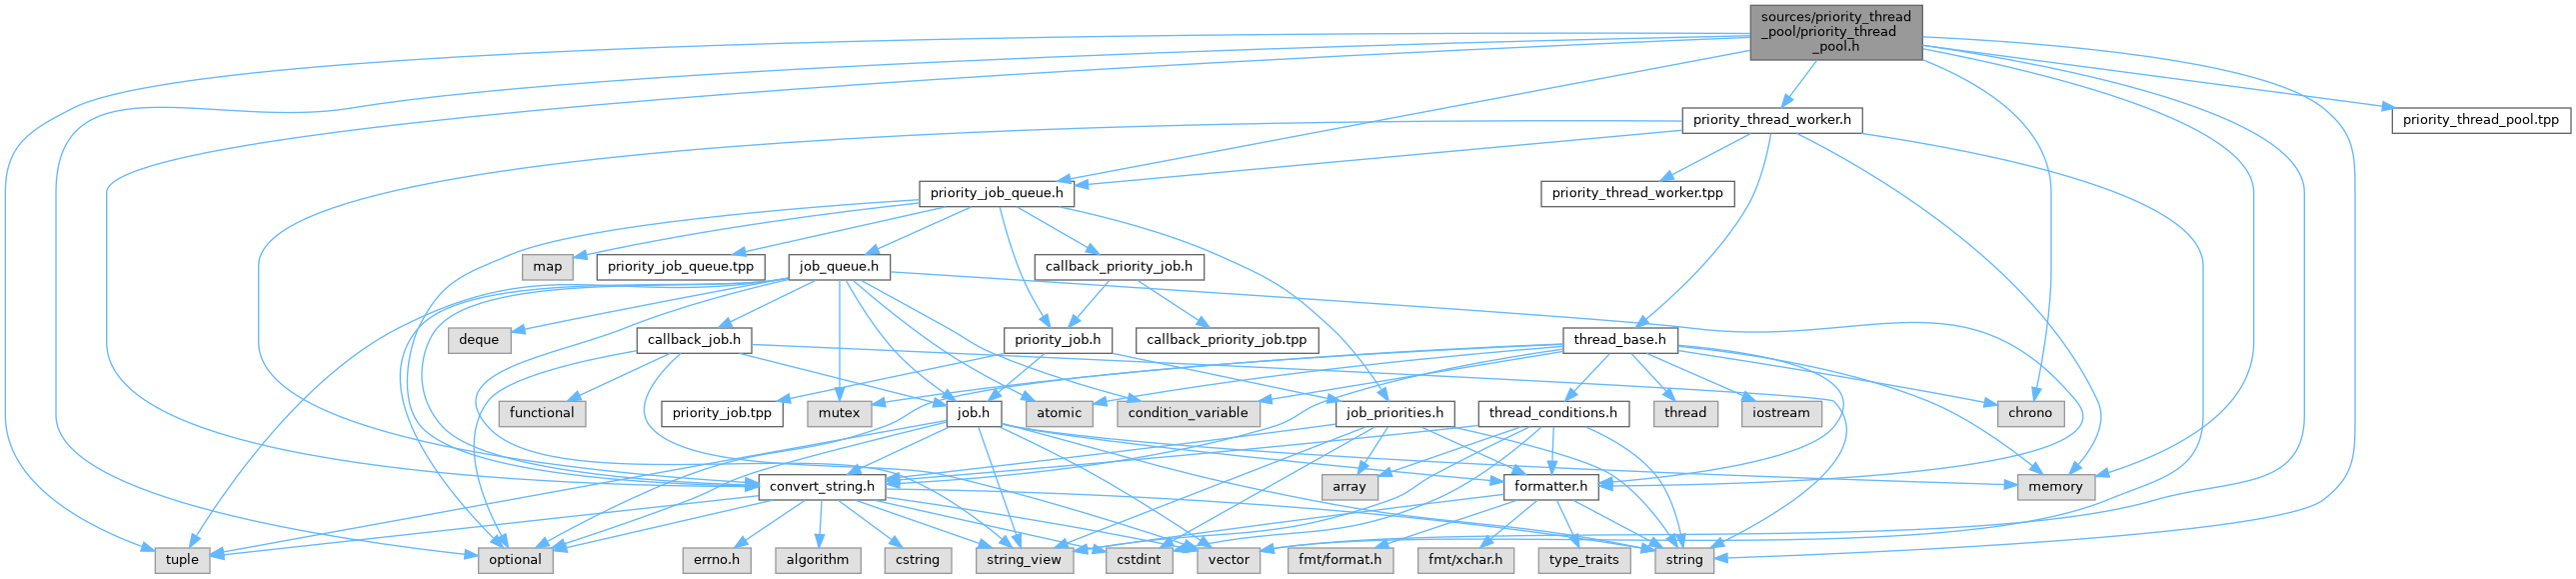 sources/priority_thread
_pool/priority_thread
_pool.h
priority_thread_worker.h
priority_thread_pool.tpp
priority_job_queue.h
priority_thread_worker.tpp
map
priority_job_queue.tpp
job_queue.h
callback_priority_job.h
deque
callback_job.h
priority_job.h
callback_priority_job.tpp
thread_base.h
functional
priority_job.tpp
mutex
job.h
atomic
condition_variable
job_priorities.h
thread_conditions.h
thread
iostream
chrono
convert_string.h
array
formatter.h
memory
tuple
optional
errno.h
algorithm
cstring
string_view
cstdint
vector
fmt/format.h
fmt/xchar.h
type_traits
string